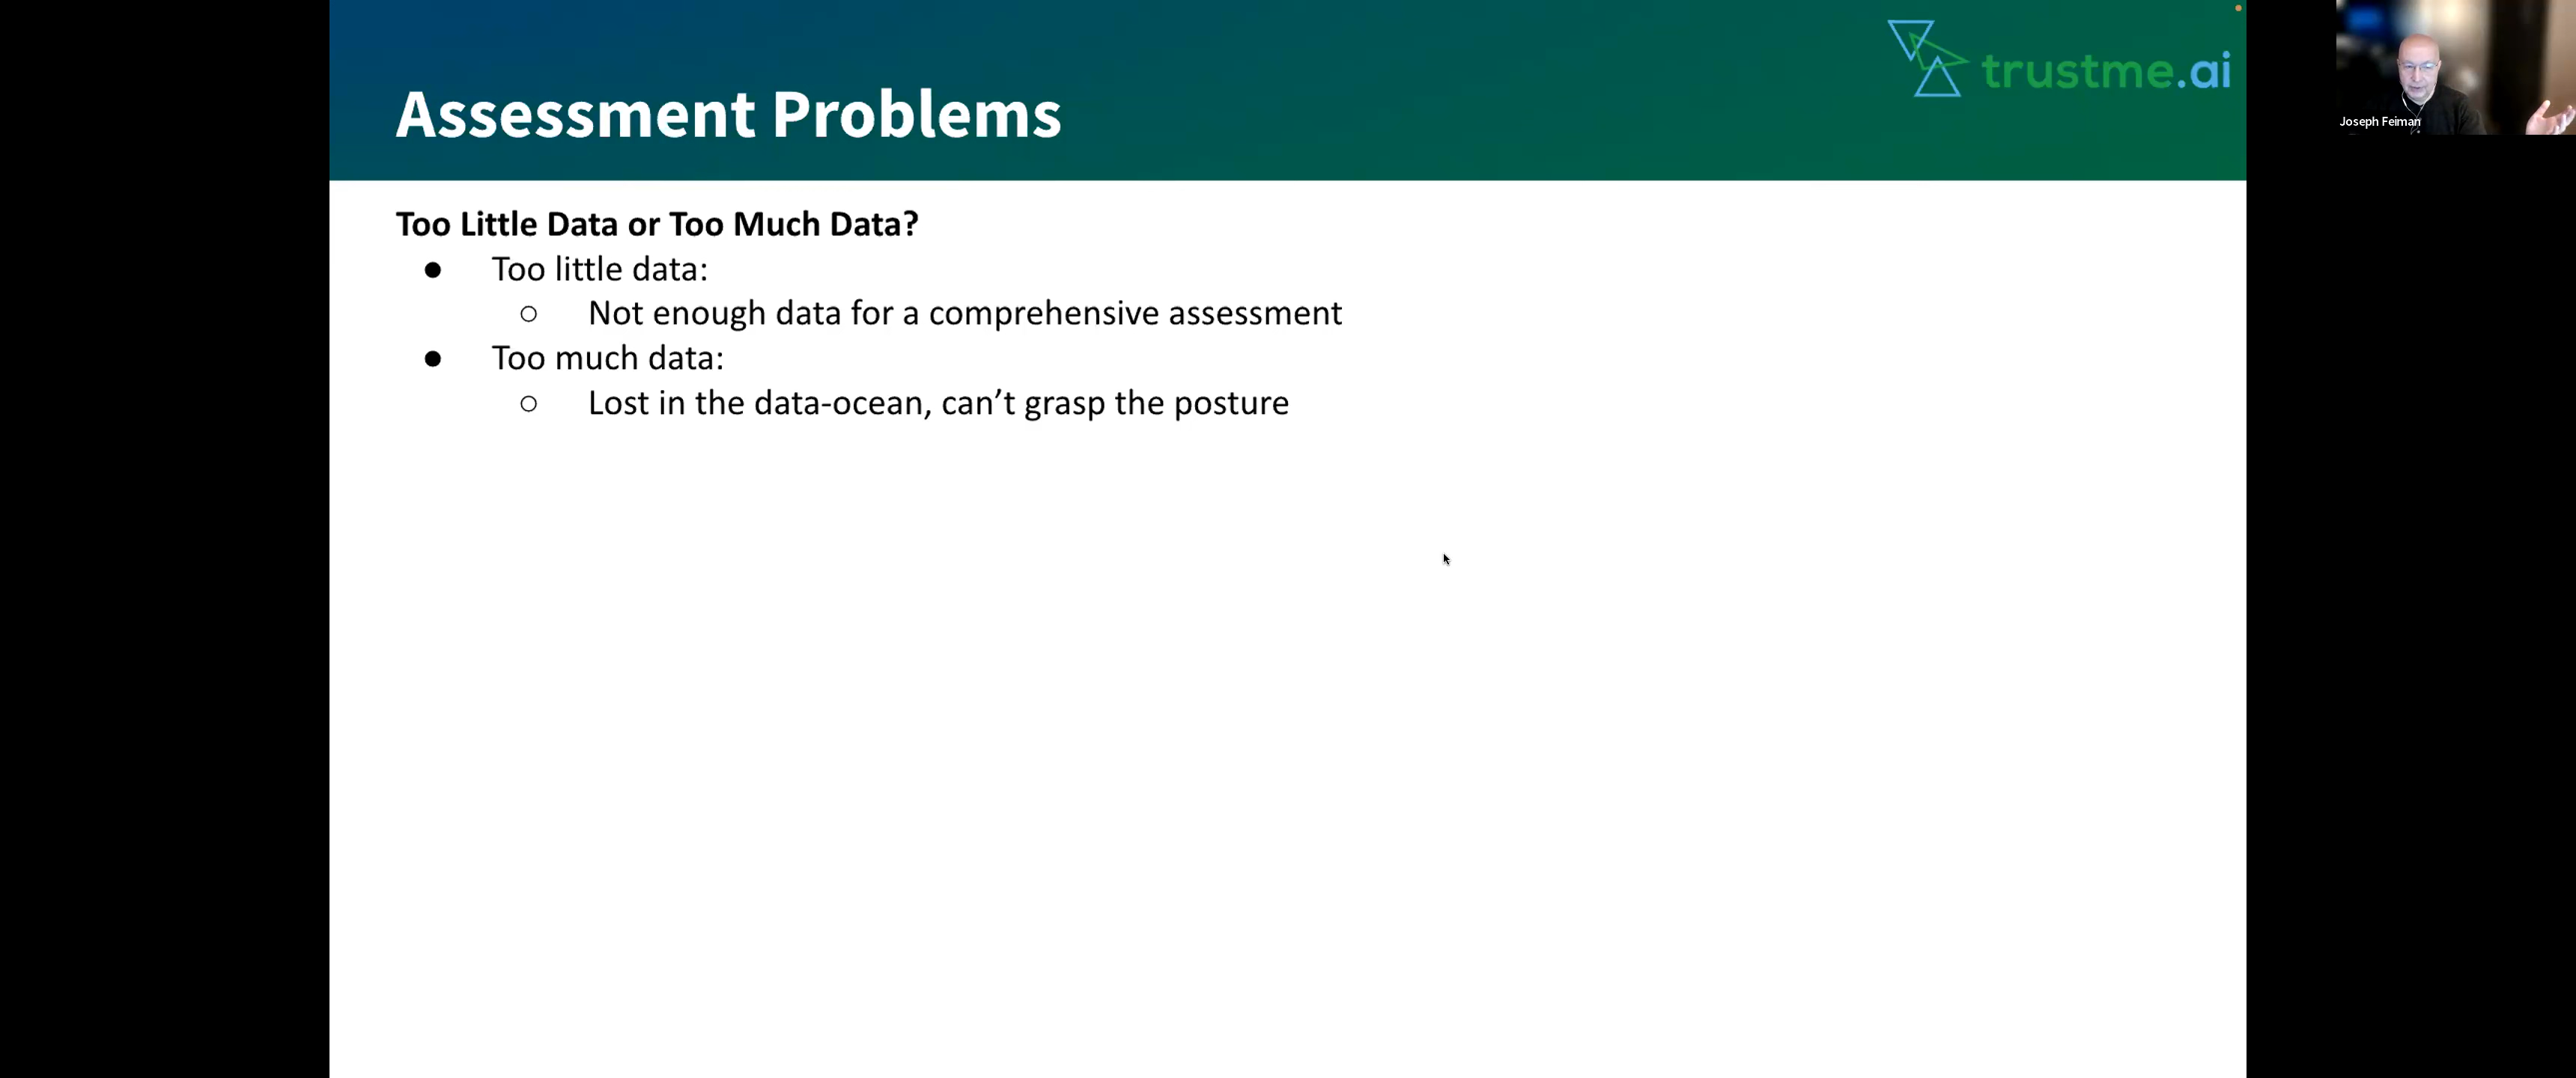 Assessment Problems
trustme.ai
Joseph Feiman
Too Little Data or Too Much Data?
● Too little data:
○ Not enough data for a comprehensive assessment
● Too much data:
○ Lost in the data-ocean, can’t grasp the posture